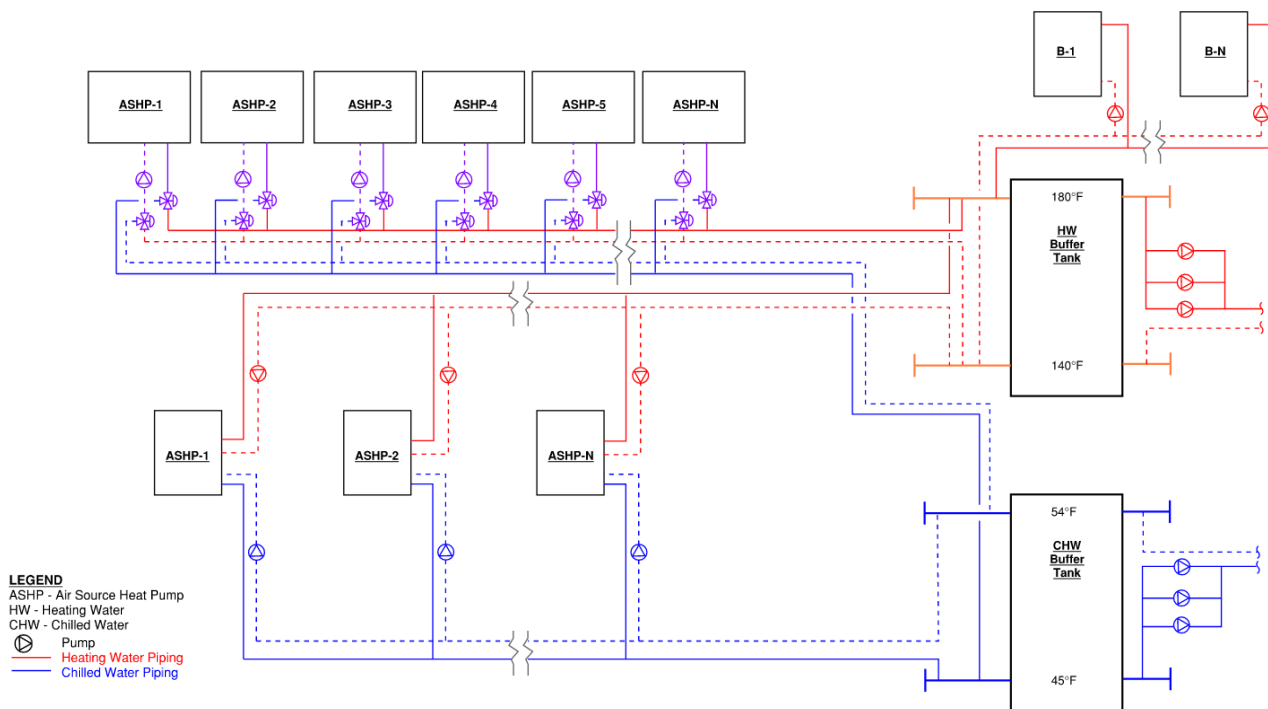 B-1
B-N
ASHP-1
ASHP-2
ASHP-3
ASHP-4
ASHP-5
ASHP-N
180°F
HW
Buffer
Tank
140°F
ASHP-1
ASHP-2
ASHP-N
54°F
CHW
Buffer
Tank
45°F
LEGEND
ASHP - Air Source Heat Pump
HW - Heating Water
CHW - Chilled Water
Pump
Heating Water Piping
Chilled Water Piping